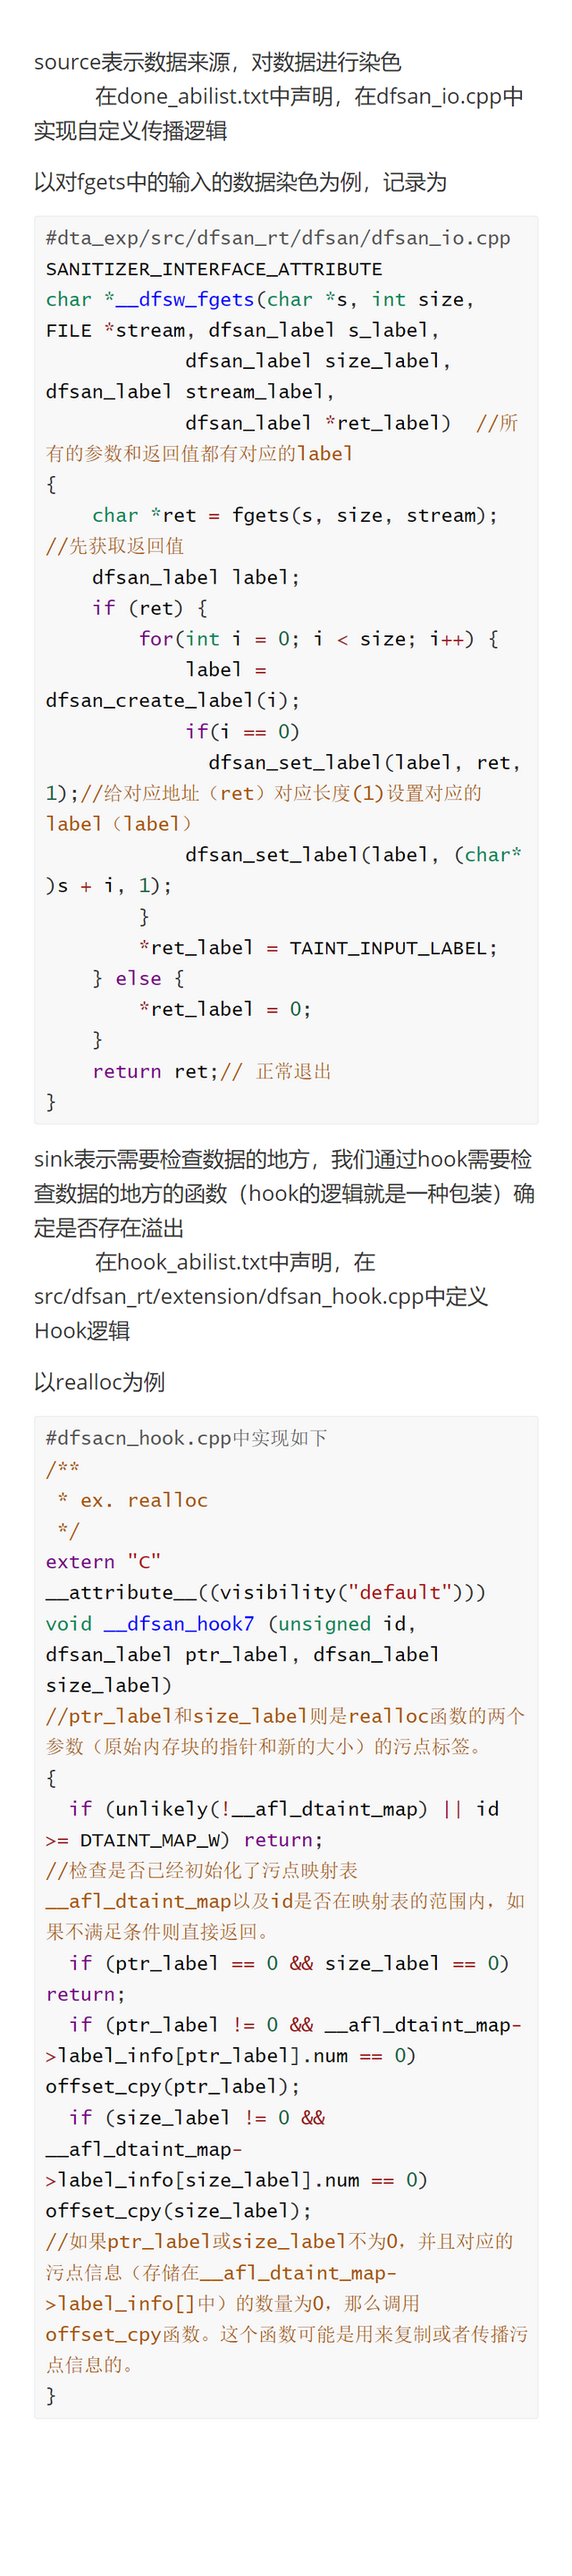 source表示数据来源，对数据进行染色
在done_abilist.txt中声明，在dfsan_io.cpp中
实现自定义传播逻辑
以对fgets中的输入的数据染色为例，记录为
#dta_exp/src/dfsan_rt/dfsan/dfsan_io.cpp
SANITIZER_INTERFACE_ATTRIBUTE
char *__dfsw_fgets(char *s, int size,
FILE *stream, dfsan_label s_label,
dfsan_label size_label,
dfsan_label stream_label,
dfsan_label *ret_label)  //所
有的参数和返回值都有对应的label
{
char *ret = fgets(s, size, stream);
//先获取返回值
dfsan_label label;
if (ret) {
for(int i = 0; i < size; i++) {
label =
dfsan_create_label(i);
if(i == 0)
dfsan_set_label(label, ret,
1);//给对应地址（ret）对应长度(1)设置对应的
label（label）
dfsan_set_label(label, (char*
)s + i, 1);
}
*ret_label = TAINT_INPUT_LABEL;
} else {
*ret_label = 0;
}
return ret;// 正常退出
}
sink表示需要检查数据的地方，我们通过hook需要检
查数据的地方的函数（hook的逻辑就是一种包装）确
定是否存在溢出
在hook_abilist.txt中声明，在
src/dfsan_rt/extension/dfsan_hook.cpp中定义
Hook逻辑
以realloc为例
#dfsacn_hook.cpp中实现如下
/**
* ex. realloc
*/
extern "C"
__attribute__((visibility("default")))
void __dfsan_hook7 (unsigned id,
dfsan_label ptr_label, dfsan_label
size_label)
//ptr_label和size_label则是realloc函数的两个
参数（原始内存块的指针和新的大小）的污点标签。
{
if (unlikely(!__afl_dtaint_map) || id
>= DTAINT_MAP_W) return;
//检查是否已经初始化了污点映射表
__afl_dtaint_map以及id是否在映射表的范围内，如
果不满足条件则直接返回。
if (ptr_label == 0 && size_label == 0)
return;
if (ptr_label != 0 && __afl_dtaint_map-
>label_info[ptr_label].num == 0)
offset_cpy(ptr_label);
if (size_label != 0 &&
__afl_dtaint_map-
>label_info[size_label].num == 0)
offset_cpy(size_label);
//如果ptr_label或size_label不为0，并且对应的
污点信息（存储在__afl_dtaint_map-
>label_info[]中）的数量为0，那么调用
offset_cpy函数。这个函数可能是用来复制或者传播污
点信息的。
}